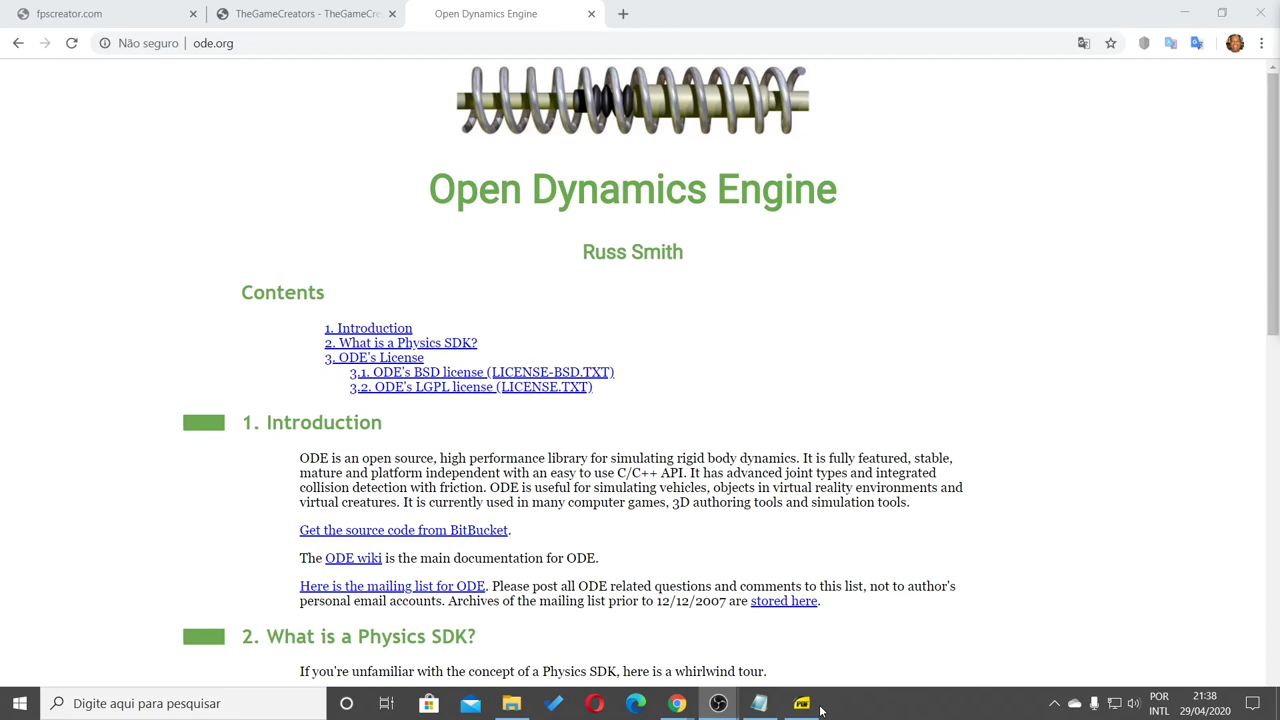 fpscreator.com
TheGameCreators - TheGameCre
Open Dynamics Engine
Não seguro | ode.org
Open Dynamics Engine
Russ Smith
Contents
1. Introduction
2. What is a Physics SDK?
3. ODE's License
3.1. ODE's BSD license (LICENSE-BSD.TXT)
3.2. ODE's LGPL license (LICENSE.TXT)
1. Introduction
ODE is an open source, high performance library for simulating rigid body dynamics. It is fully featured, stable,
mature and platform independent with an easy to use C/C++ API. It has advanced joint types and integrated
collision detection with friction. ODE is useful for simulating vehicles, objects in virtual reality environments and
virtual creatures. It is currently used in many computer games, 3D authoring tools and simulation tools.
Get the source code from BitBucket.
The ODE wiki is the main documentation for ODE.
Here is the mailing list for ODE. Please post all ODE related questions and comments to this list, not to author's
personal email accounts. Archives of the mailing list prior to 12/12/2007 are stored here.
2. What is a Physics SDK?
If you're unfamiliar with the concept of a Physics SDK, here is a whirlwind tour.
Digite aqui para pesquisar
PDF
POR
INTL
21:38
29/04/2020